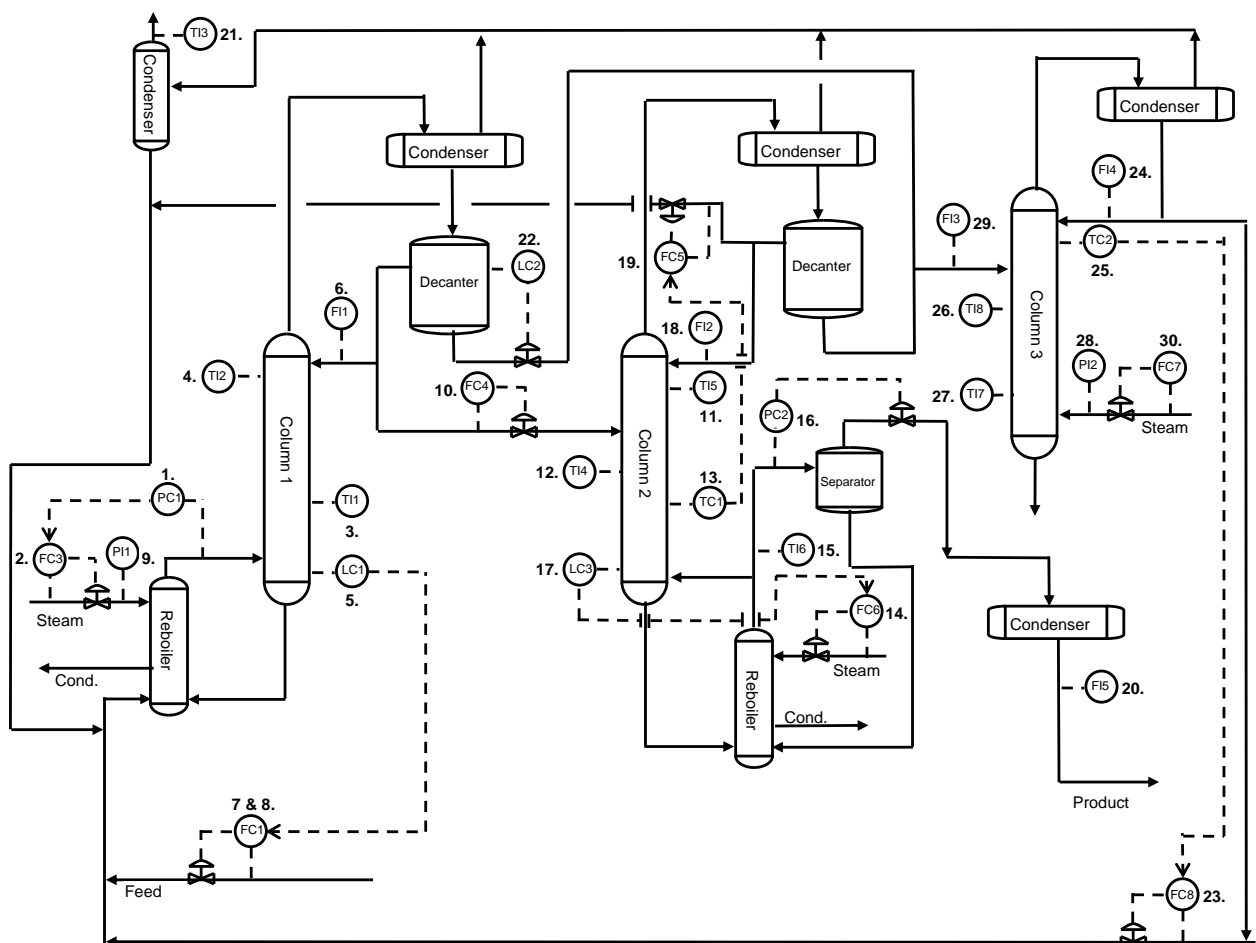 TI3 21.
Condenser
Condenser
Condenser
Condenser
FI4 24.
FI3 29.
TC2
25.
22.
LC2
19. FC5
Decanter
Decanter
6.
FI1
18. FI2
26. TI8
Column 3
4. TI2
10. FC4
TI5
11.
28.
PI2
30.
FC7
27. TI7
Steam
PC2 16.
Column 1
Column 2
12. TI4
13.
TC1
Separator
1.
PC1
TI1
3.
2. FC3
PI1 9.
TI6 15.
17. LC3
LC1
5.
Steam
Reboiler
FC6 14.
Condenser
Steam
Reboiler
Cond.
FI5 20.
Cond.
7 & 8.
FC1
Product
Feed
FC8 23.